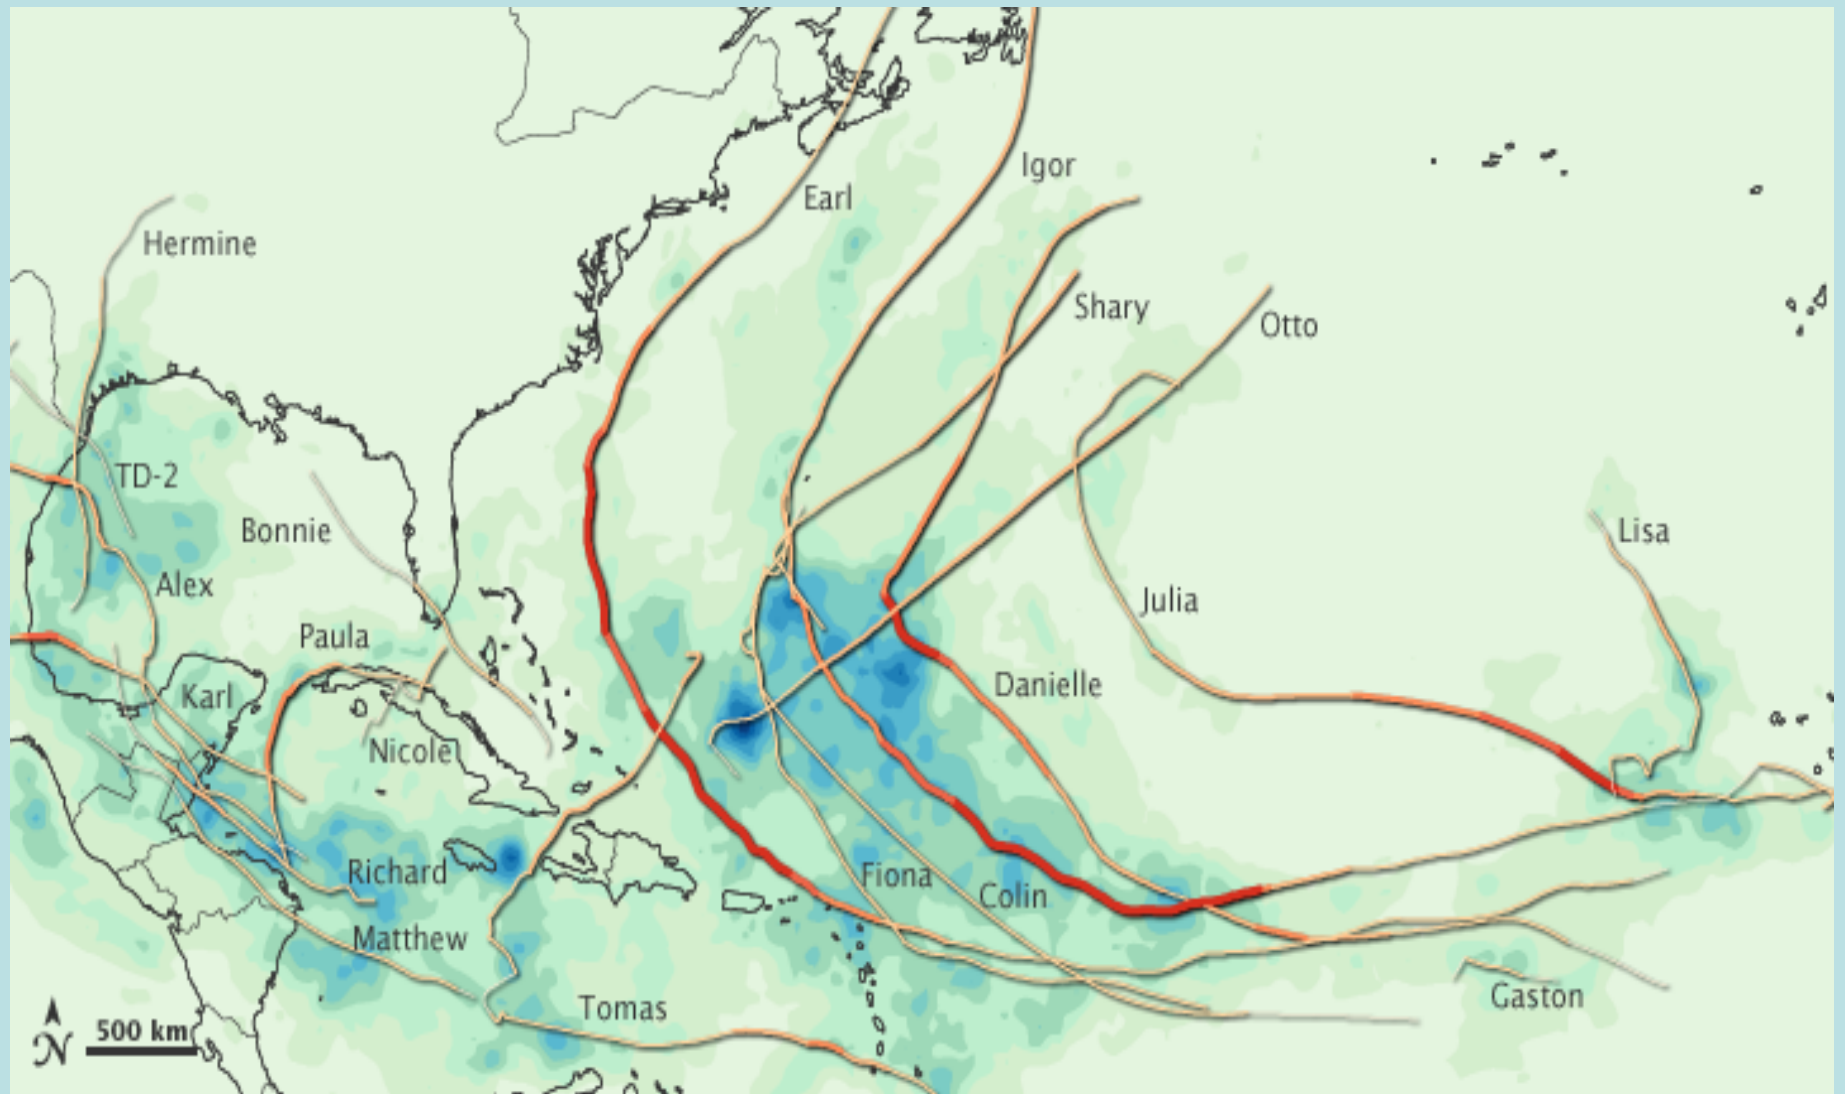 Igor
Earl
Hermine
Shary
Otto
TD-2
Bonnie
Lisa
Alex
Julia
Paula
Danielle
Karl
Nicole
Richard
Fiona
Colin
Matthew
Gaston
Tomas
500 km
N